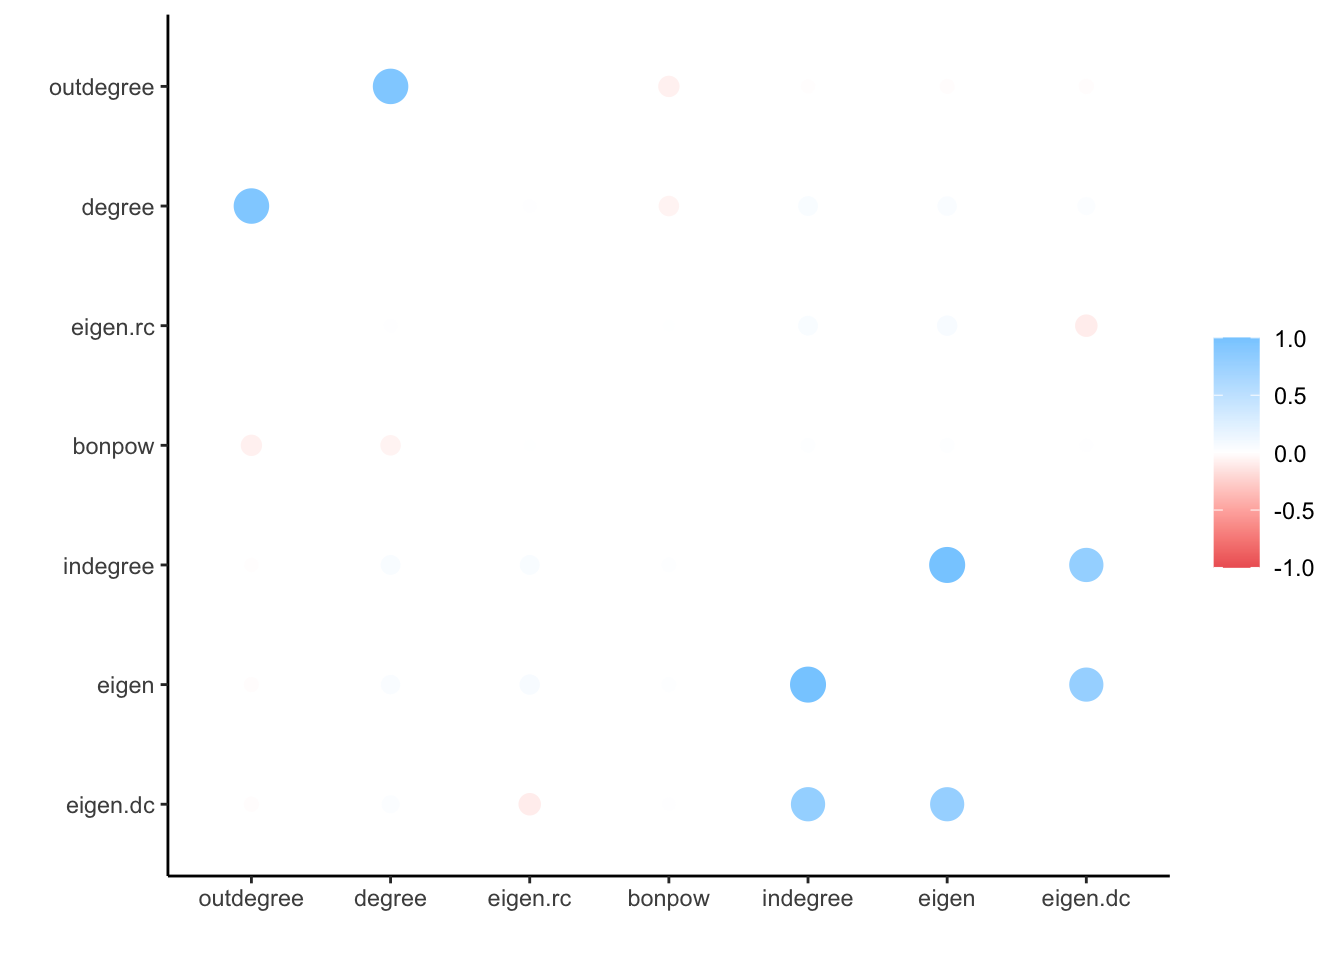 outdegree
degree
eigen.rc
bonpow
indegree
eigen
eigen.dc
outdegree degree eigen.rc bonpow indegree eigen eigen.dc
1.0
0.5
0.0
-0.5
-1.0